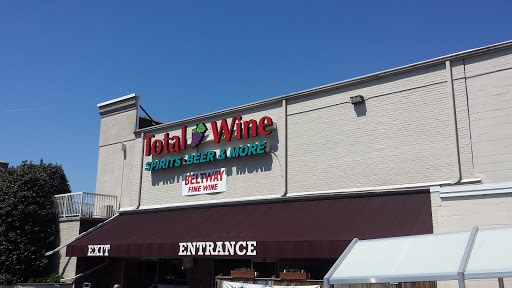 Total Wine
SPIRITS·BEER & MORE
BELTWAY
FINE WINE
EXIT
ENTRANCE